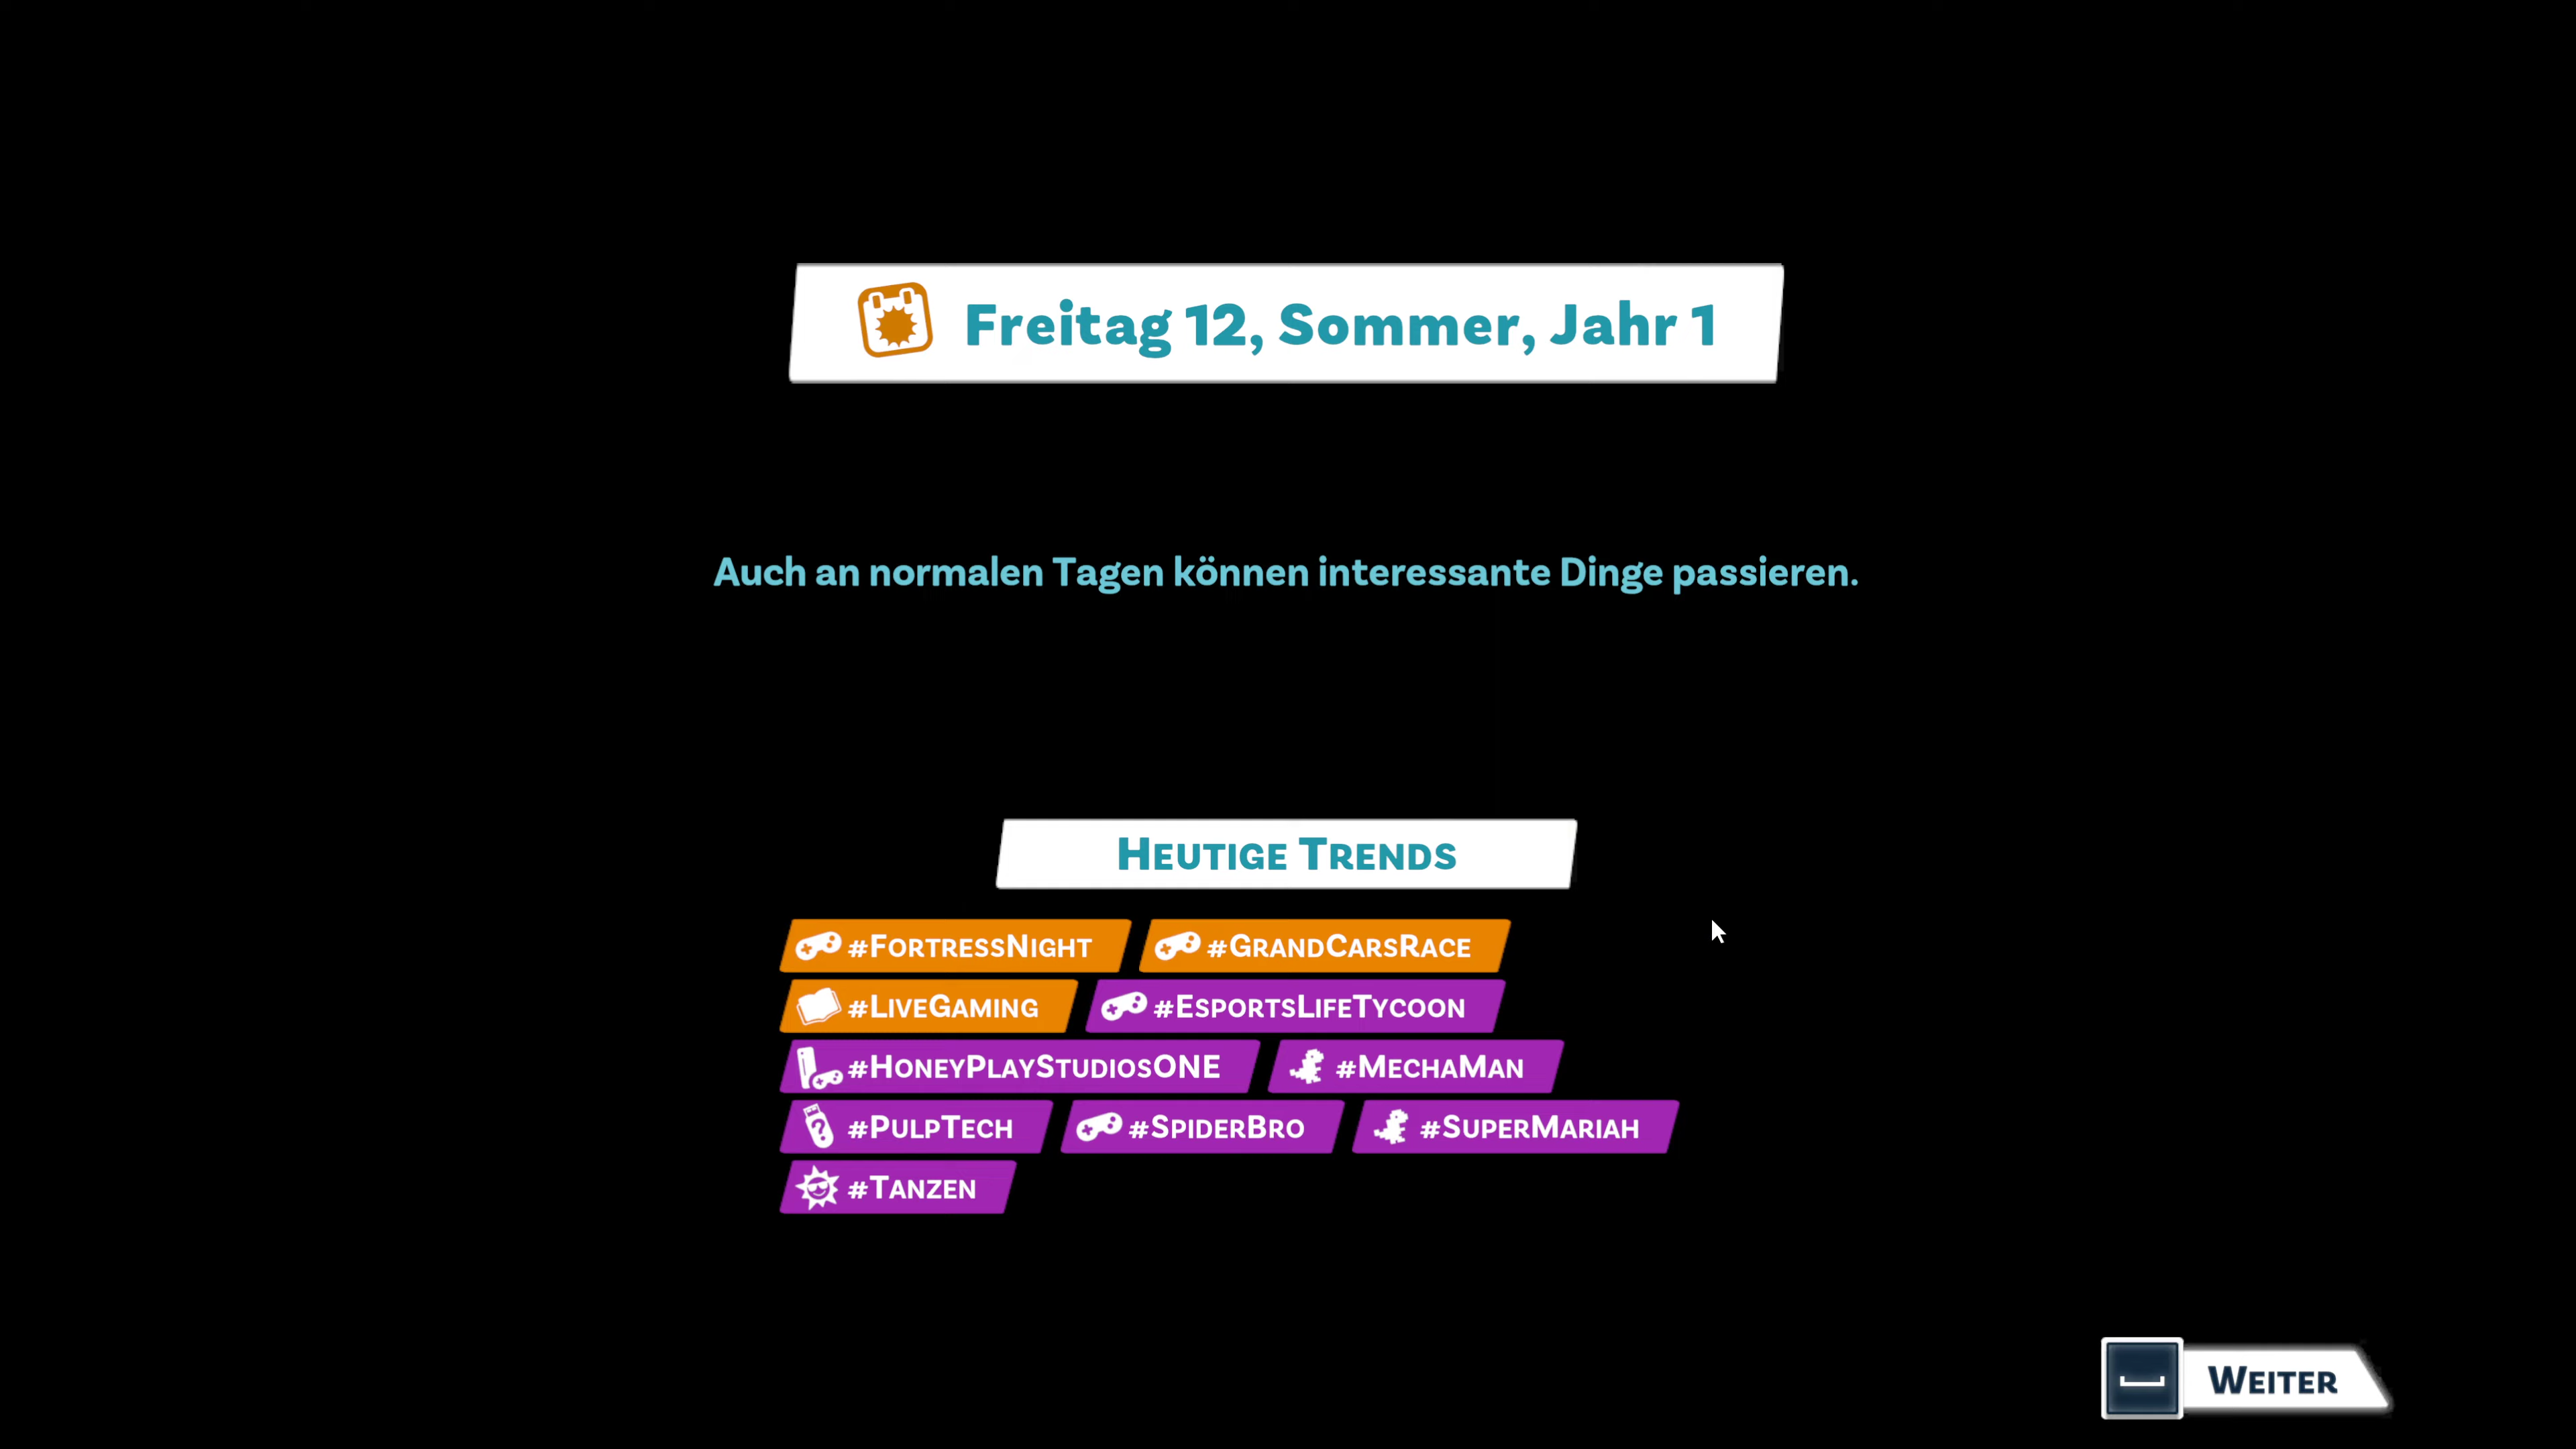 Freitag 12, Sommer, Jahr 1
Auch an normalen Tagen können interessante Dinge passieren.
HEUTIGE TRENDS
#FORTRESSNIGHT #GRANDCARSRACE
#LIVEGAMING #ESPORTSLIFETYCOON
#HONEYPLAYSTUDIOSONE #MECHAMAN
#PULPTECH #SPIDERBRO #SUPERMARIAH
#TANZEN
WEITER